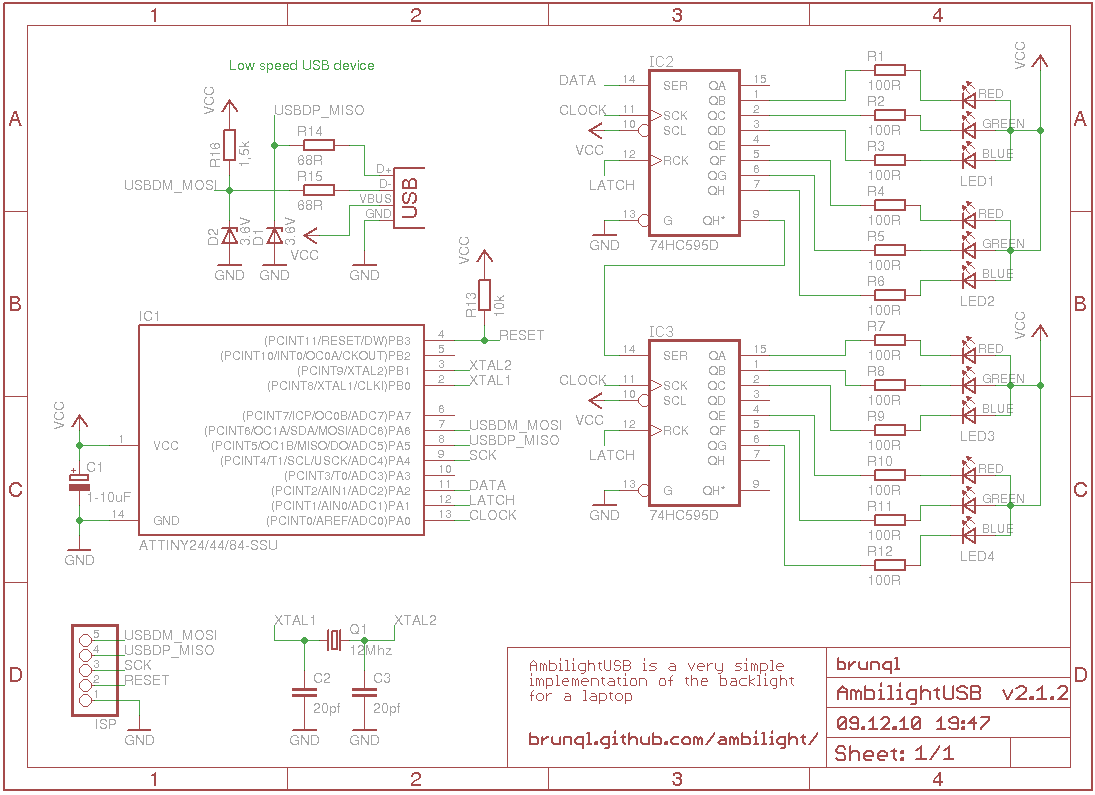 1 2 3 4
A
B
C
D
Low speed USB device
VCC
USBDP_MISO
R16
1,5k
R14
68R
R15
68R
USBDM_MOSI
D+
D-
VBUS
GND
USB
D2
3,6V
D1
3,6V
VCC
GND
GND
GND
VCC
R13
10k
RESET
IC1
(PCINT11/RESET/DW)PB3 4
(PCINT10/INT0/OC0A/CKOUT)PB2 5
(PCINT9/XTAL2)PB1 3 XTAL2
(PCINT8/XTAL1/CLKI)PB0 2 XTAL1
(PCINT7/ICP/OC0B/ADC7)PA7 6
(PCINT6/OC1A/SDA/MOSI/ADC6)PA6 7 USBDM_MOSI
(PCINT5/OC1B/MISO/DO/ADC5)PA5 8 USBDP_MISO
(PCINT4/T1/SCL/USCK/ADC4)PA4 9 SCK
(PCINT3/T0/ADC3)PA3 10
(PCINT2/AIN1/ADC2)PA2 11 DATA
(PCINT1/AIN0/ADC1)PA1 12 LATCH
(PCINT0/AREF/ADC0)PA0 13 CLOCK
VCC
1 VCC
+
C1
1-10uF
14 GND
GND
ATTINY24/44/84-SSU
IC2
DATA 14 SER
CLOCK 11 SCK
10 SCL
VCC
12 RCK
LATCH
13 G
GND
QA 15
QB 1
QC 2
QD 3
QE 4
QF 5
QG 6
QH 7
QH* 9
74HC595D
IC3
14 SER
CLOCK 11 SCK
10 SCL
VCC
12 RCK
LATCH
13 G
GND
QA 15
QB 1
QC 2
QD 3
QE 4
QF 5
QG 6
QH 7
QH* 9
74HC595D
R1
100R
R2
100R
R3
100R
R4
100R
R5
100R
R6
100R
R7
100R
R8
100R
R9
100R
R10
100R
R11
100R
R12
100R
VCC
RED
GREEN
BLUE
LED1
RED
GREEN
BLUE
LED2
VCC
RED
GREEN
BLUE
LED3
RED
GREEN
BLUE
LED4
5 USBDM_MOSI
4 USBDP_MISO
3 SCK
2 RESET
1
ISP
GND
XTAL1
Q1
12Mhz
XTAL2
C2
20pf
C3
20pf
GND
GND
AmbilightUSB is a very simple
implementation of the backlight
for a laptop
brunql.github.com/ambilight/
brunql
AmbilightUSB v2.1.2
09.12.10 19:47
Sheet: 1/1
A
B
C
D
1 2 3 4